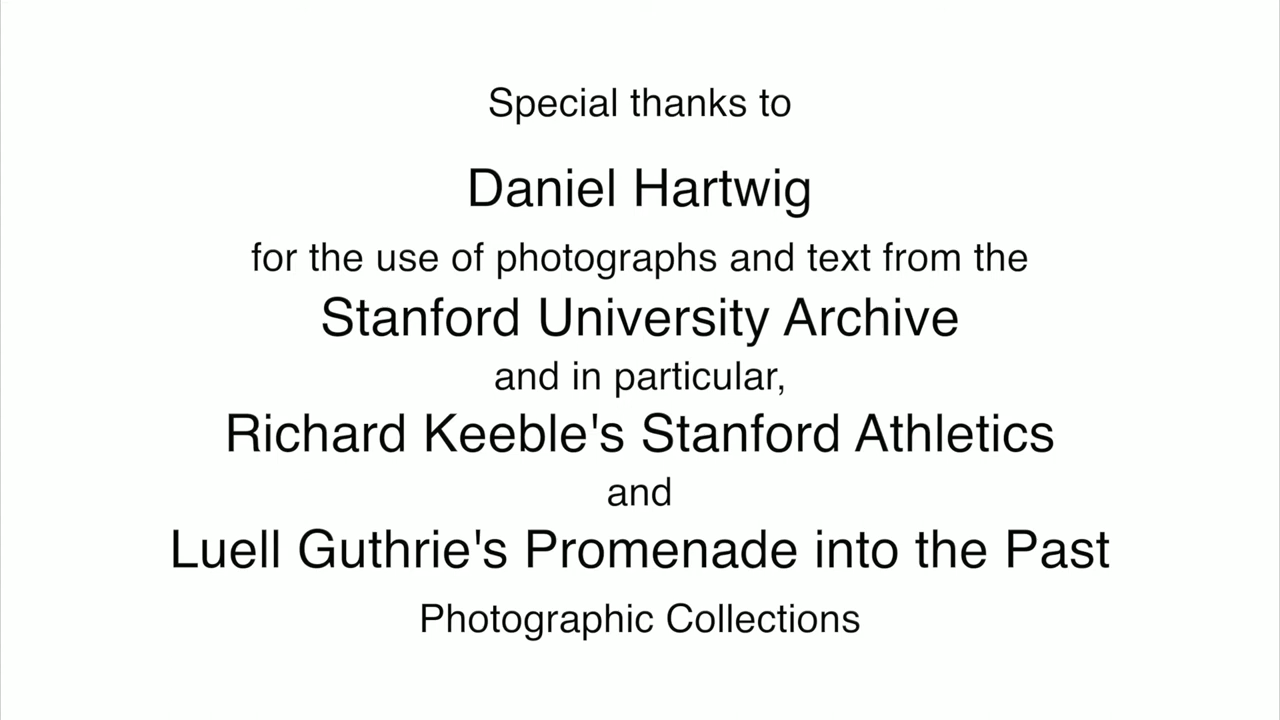 Special thanks to
Daniel Hartwig
for the use of photographs and text from the
Stanford University Archive
and in particular,
Richard Keeble's Stanford Athletics
and
Luell Guthrie's Promenade into the Past
Photographic Collections